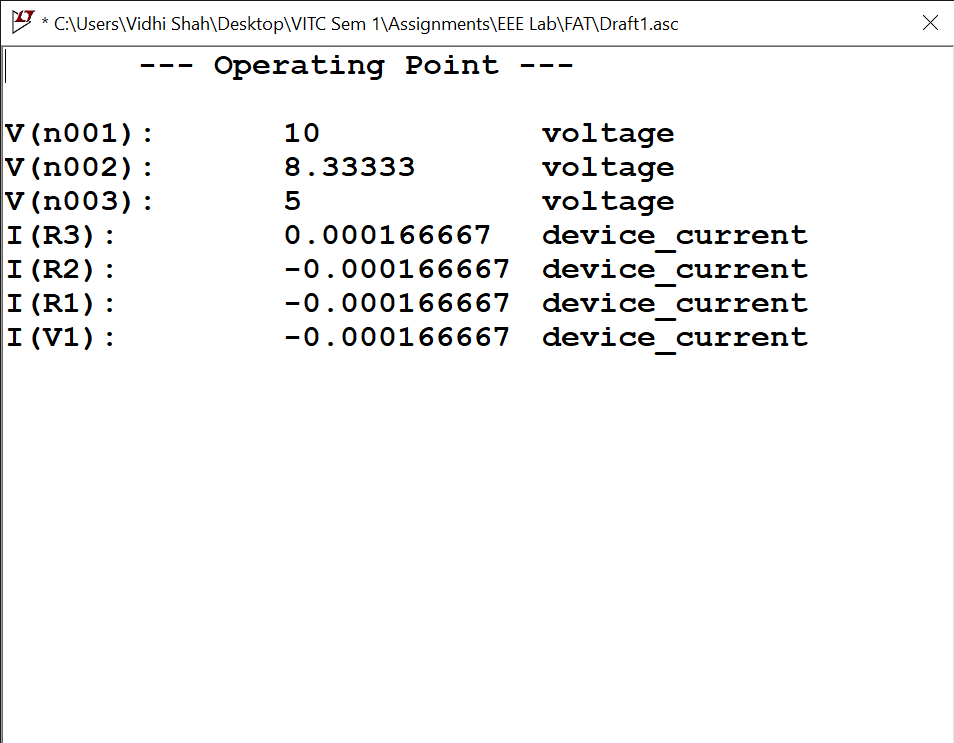 * C:\Users\Vidhi Shah\Desktop\VITC Sem 1\Assignments\EEE Lab\FAT\Draft1.asc
--- Operating Point ---
V(n001): 10 voltage
V(n002): 8.33333 voltage
V(n003): 5 voltage
I(R3): 0.000166667 device_current
I(R2): -0.000166667 device_current
I(R1): -0.000166667 device_current
I(V1): -0.000166667 device_current